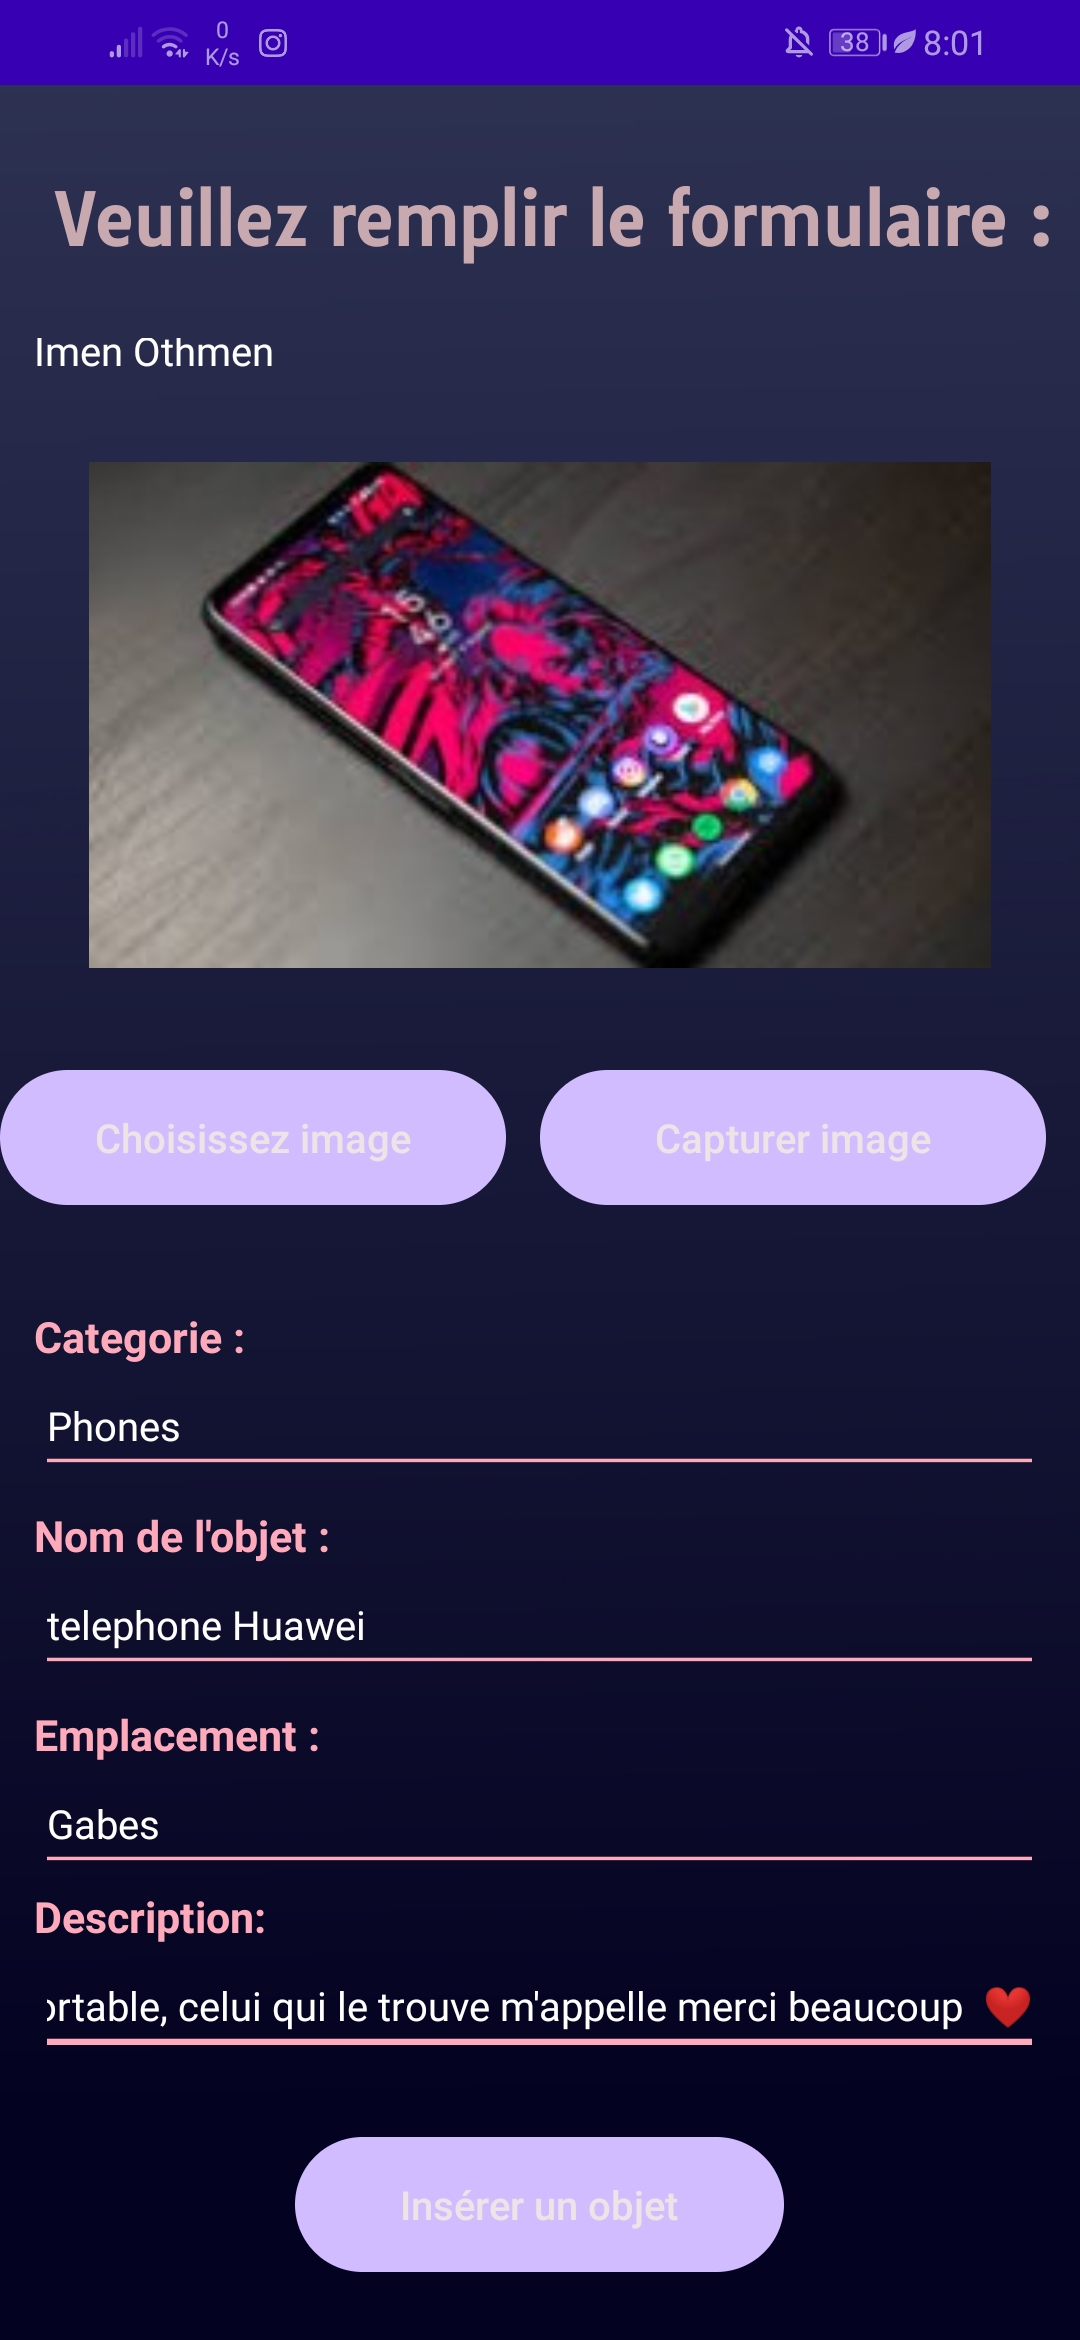 0
K/s
38
8:01
Veuillez remplir le formulaire :
Imen Othmen
Choisissez image
Capturer image
Categorie :
Phones
Nom de l'objet :
telephone Huawei
Emplacement :
Gabes
Description:
celui qui le trouve m'appelle merci beaucoup ❤️
Insérer un objet